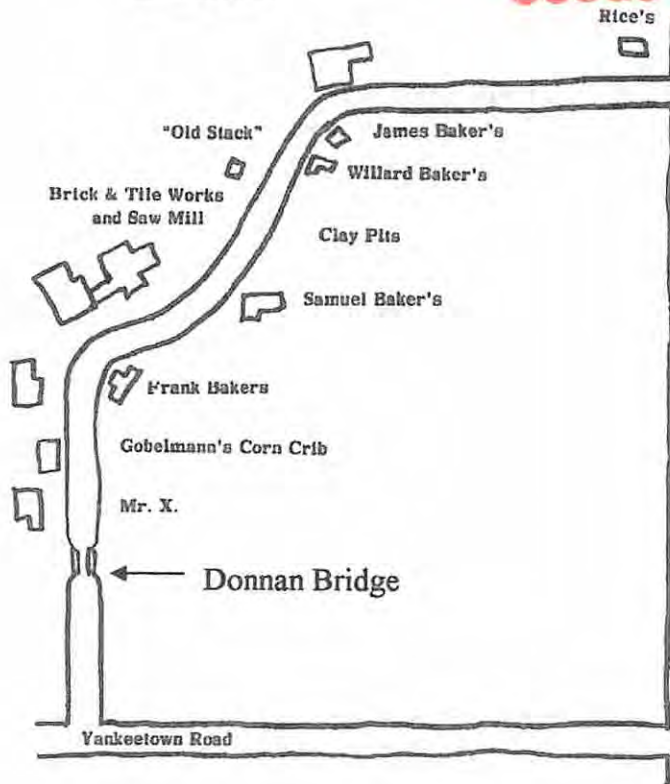 Rice's
"Old Stack"
James Baker's
Willard Baker's
Brick & Tile Works
and Saw Mill
Clay Pits
Samuel Baker's
Frank Bakers
Gobelmann's Corn Crib
Mr. X.
Donnan Bridge
Yankeetown Road